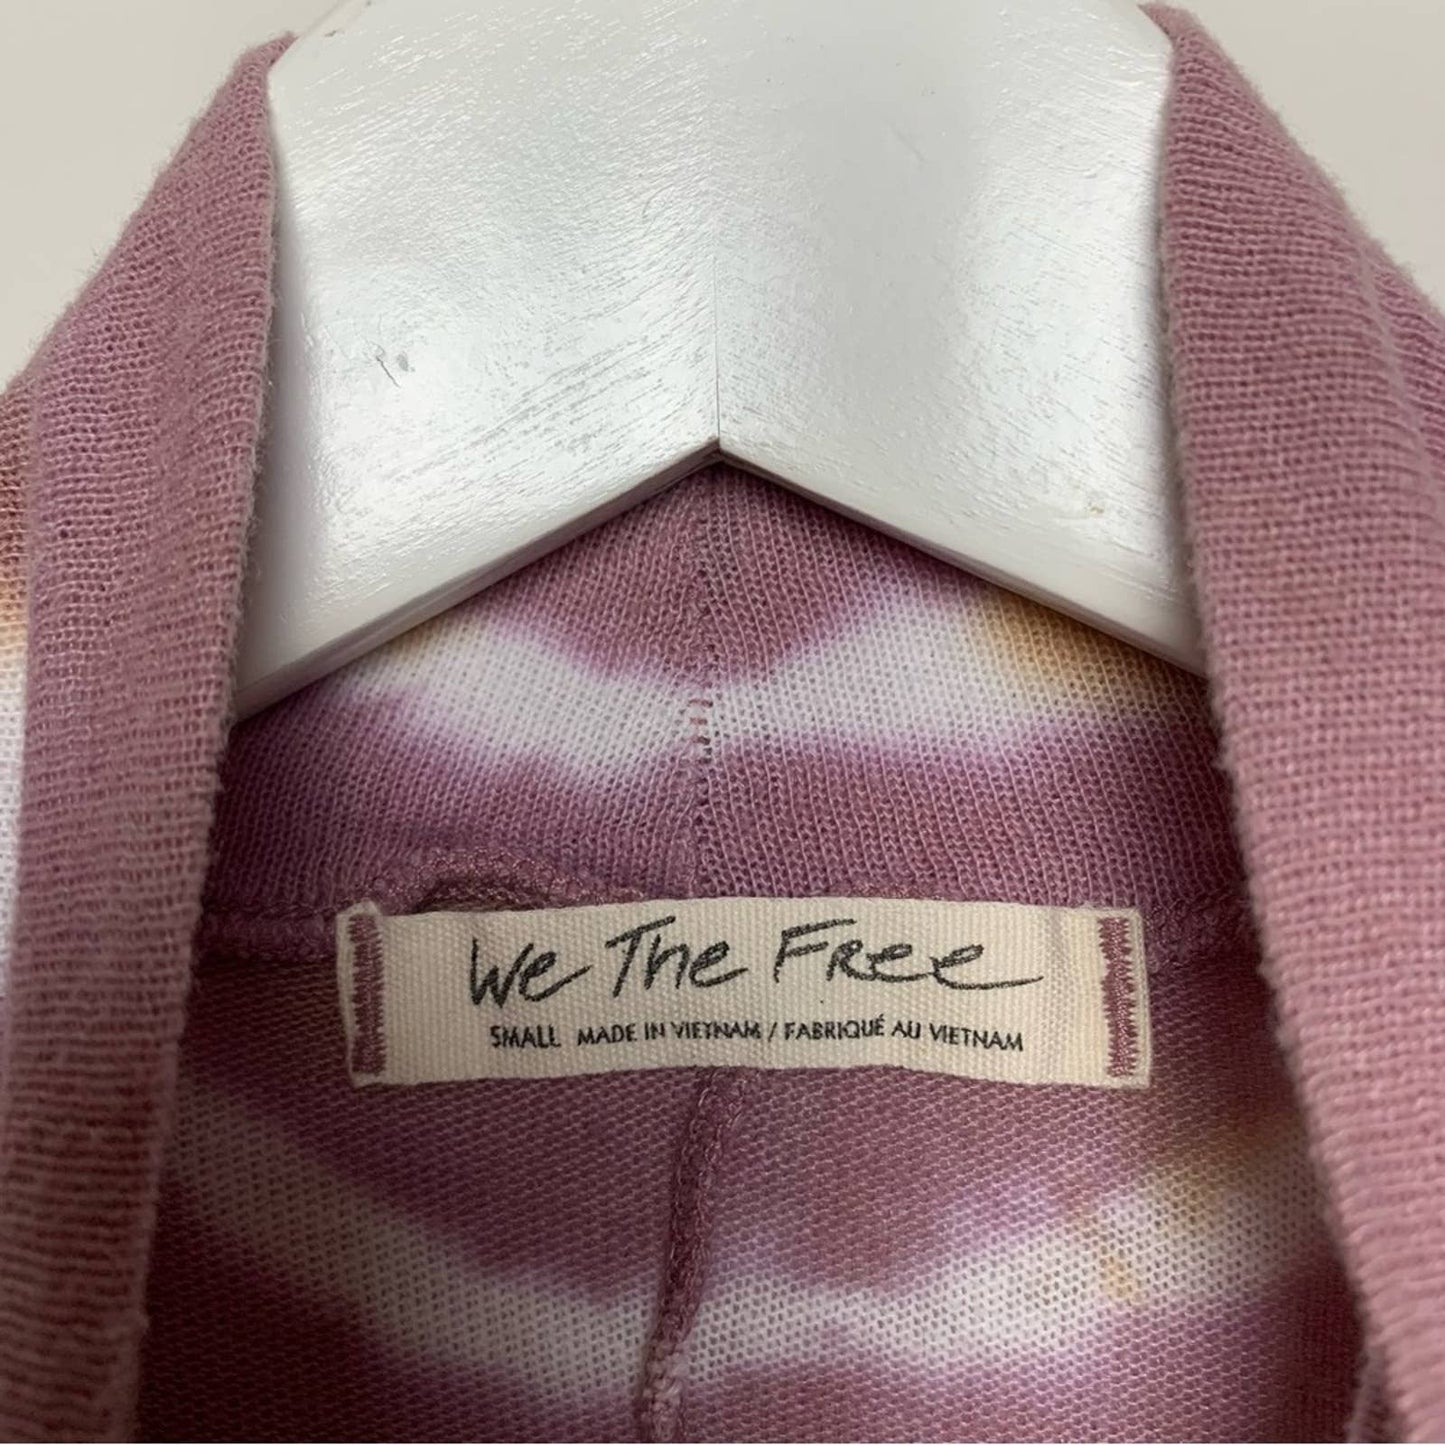 We The Free
SMALL MADE IN VIETNAM / FABRIQUÉ AU VIETNAM